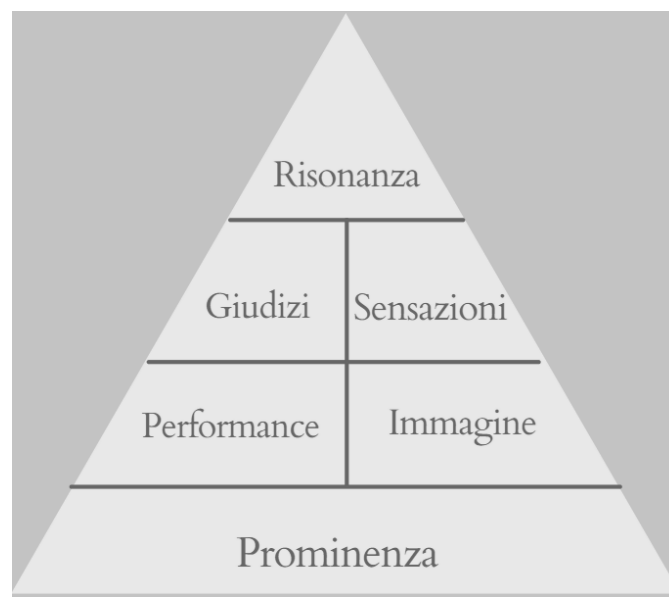 Risonanza
Giudizi
Sensazioni
Performance
Immagine
Prominenza